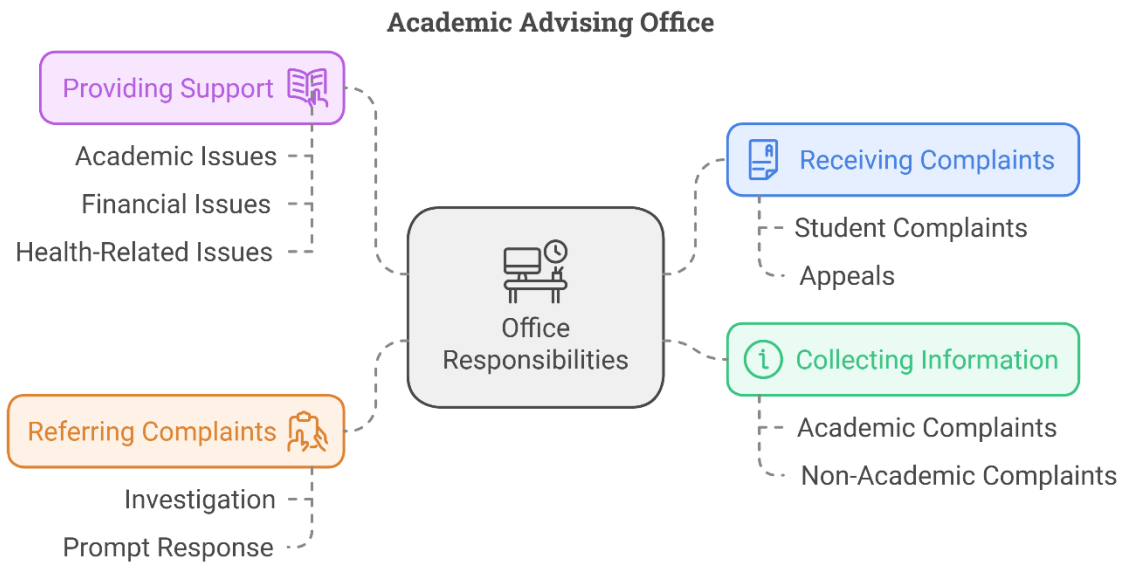 Academic Advising Office
Providing Support
Academic Issues
Financial Issues
Health-Related Issues
Receiving Complaints
Student Complaints
Appeals
Office
Responsibilities
Referring Complaints
Investigation
Prompt Response
Collecting Information
Academic Complaints
Non-Academic Complaints